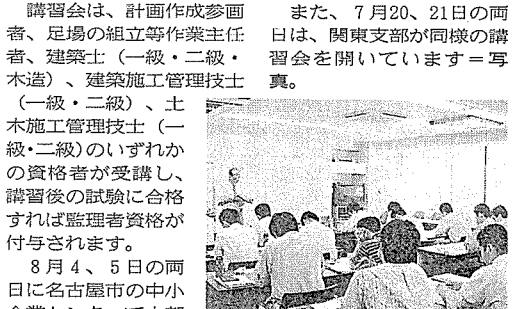 講習会は、計画作成参画
者、足場の組立等作業主任
者、建築士（一級・二級・
木造）、建築施工管理技士
（一級・二級）、土
木施工管理技士（一
級・二級）のいずれか
の資格者が受講し、
講習後の試験に合格
すれば監理者資格が
付与されます。
８月４、５日の両
日に名古屋市の中小
また、７月20、21日の両
日は、関東支部が同様の講
習会を開いています＝写
真。